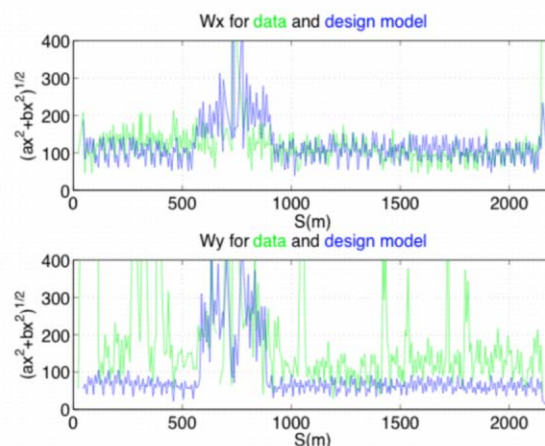 Wx for data and design model
(ax²+bx²)^1/2
400
300
200
100
0
0 500 1000 1500 2000
S(m)
Wy for data and design model
(ax²+bx²)^1/2
400
300
200
100
0
0 500 1000 1500 2000
S(m)